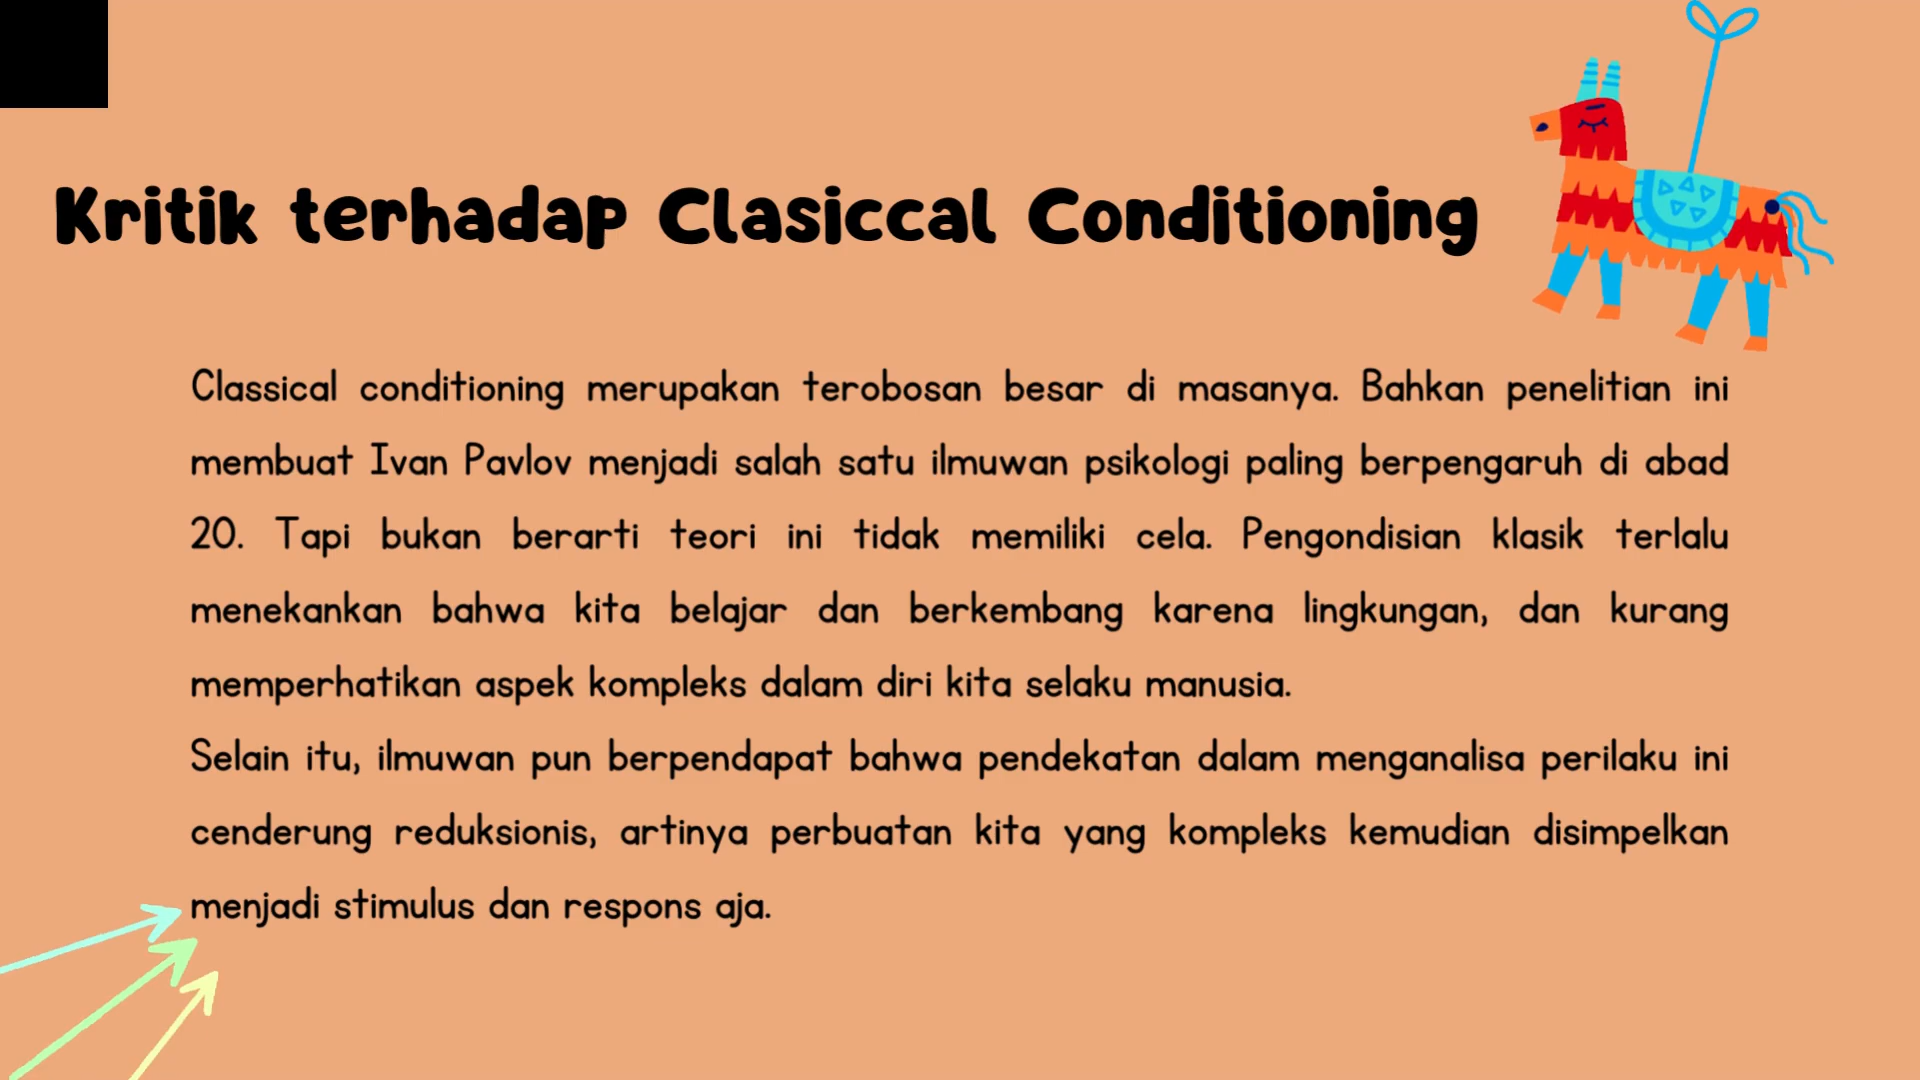 Kritik terhadap Clasiccal Conditioning
Classical conditioning merupakan terobosan besar di masanya. Bahkan penelitian ini
membuat Ivan Pavlov menjadi salah satu ilmuwan psikologi paling berpengaruh di abad
20. Tapi bukan berarti teori ini tidak memiliki cela. Pengondisian klasik terlalu
menekankan bahwa kita belajar dan berkembang karena lingkungan, dan kurang
memperhatikan aspek kompleks dalam diri kita selaku manusia.
Selain itu, ilmuwan pun berpendapat bahwa pendekatan dalam menganalisa perilaku ini
cenderung reduksionis, artinya perbuatan kita yang kompleks kemudian disimpelkan
menjadi stimulus dan respons aja.